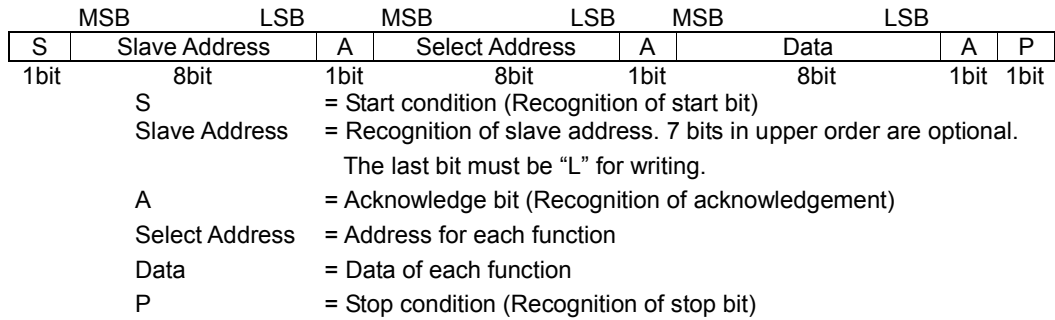 MSB LSB MSB LSB MSB LSB
S Slave Address A Select Address A Data A P
1bit 8bit 1bit 8bit 1bit 8bit 1bit 1bit
S = Start condition (Recognition of start bit)
Slave Address = Recognition of slave address. 7 bits in upper order are optional.
The last bit must be “L” for writing.
A = Acknowledge bit (Recognition of acknowledgement)
Select Address = Address for each function
Data = Data of each function
P = Stop condition (Recognition of stop bit)